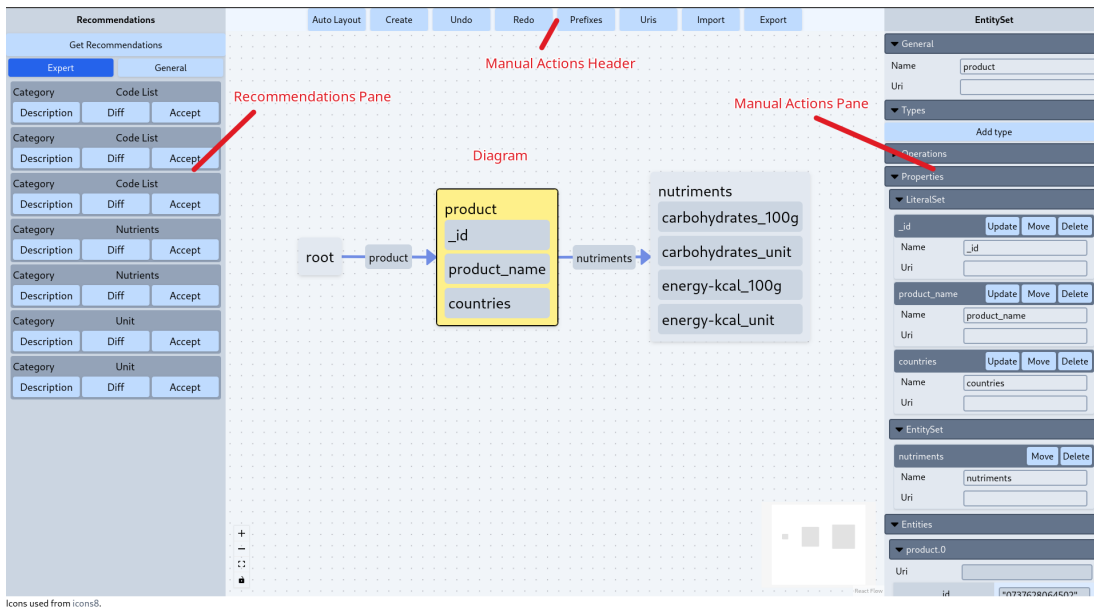 Recommendations
Get Recommendations
Expert General
Category Code List
Description Diff Accept
Category Code List
Description Diff Accept
Category Code List
Description Diff Accept
Category Nutrients
Description Diff Accept
Category Nutrients
Description Diff Accept
Category Unit
Description Diff Accept
Category Unit
Description Diff Accept
Auto Layout Create Undo Redo Prefixes Uris Import Export
Manual Actions Header
Recommendations Pane
Manual Actions Pane
Diagram
root
product
product
_id
product_name
countries
nutriments
nutriments
carbohydrates_100g
carbohydrates_unit
energy-kcal_100g
energy-kcal_unit
React Flow
EntitySet
General
Name product
Uri
Types
Add type
Operations
Properties
LiteralSet
_id Update Move Delete
Name _id
Uri
product_name Update Move Delete
Name product_name
Uri
countries Update Move Delete
Name countries
Uri
EntitySet
nutriments Move Delete
Name nutriments
Uri
Entities
product.0
Uri
_id "0737628064502"
Icons used from icons8.